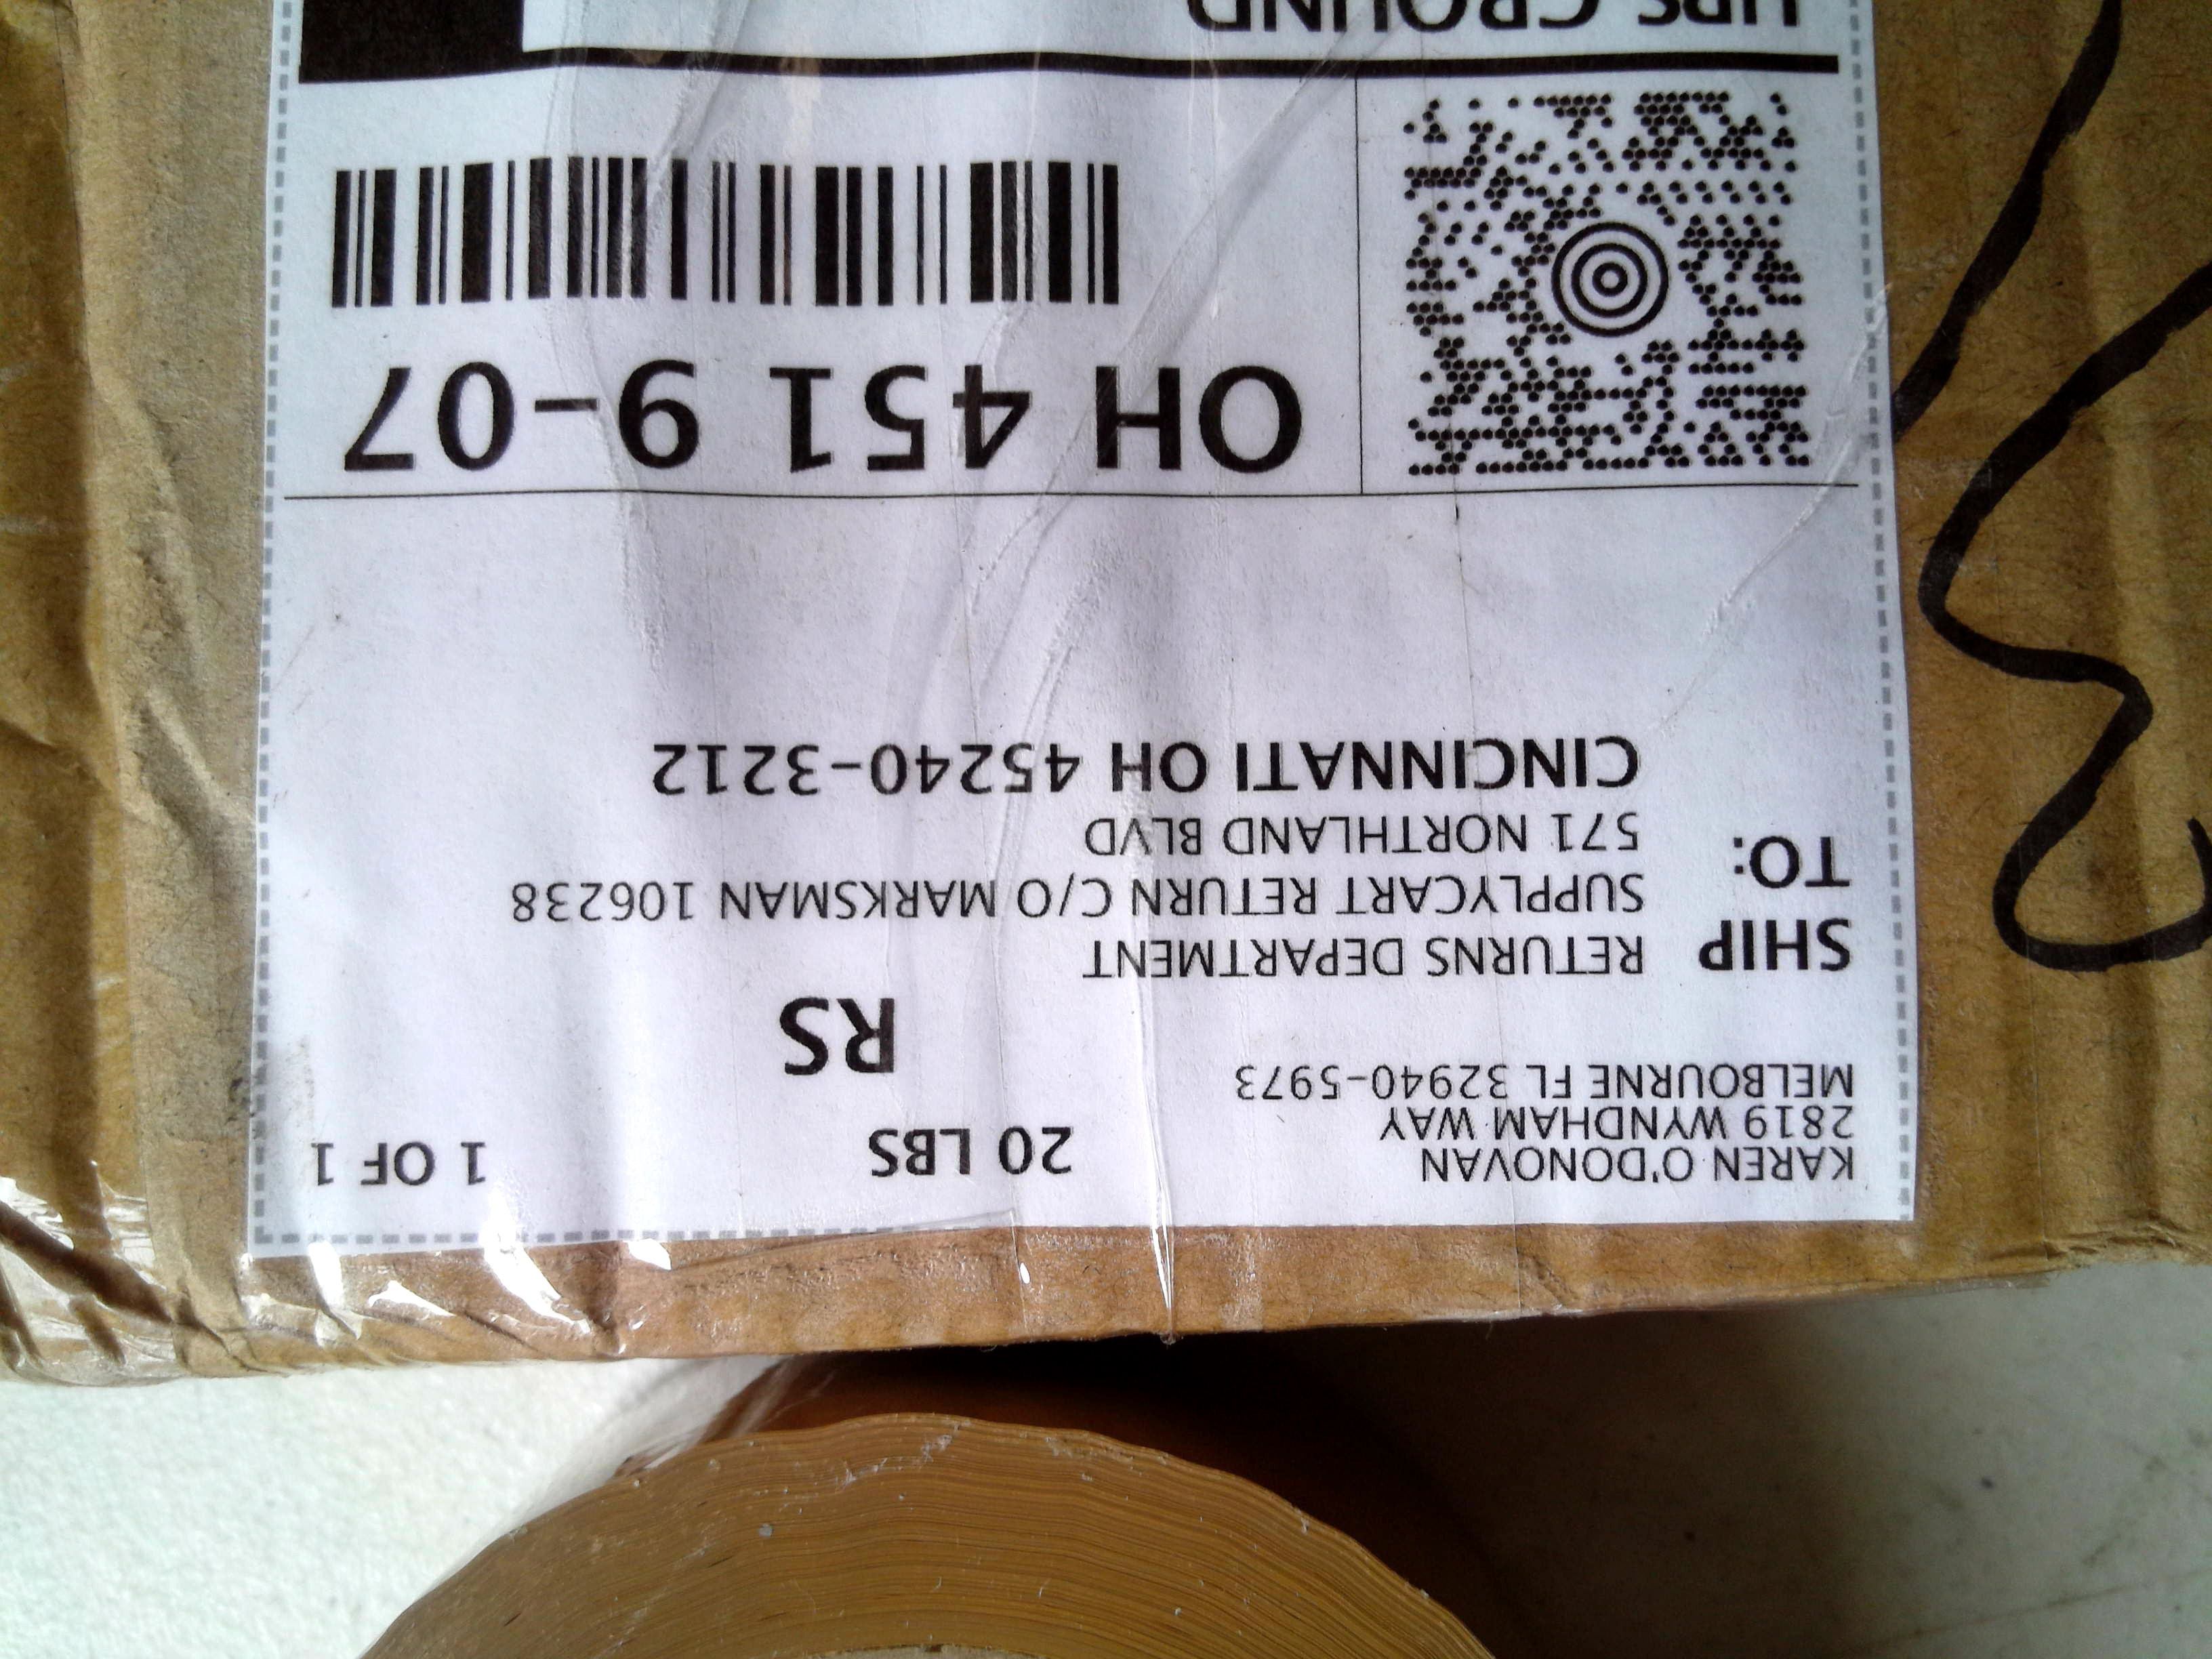 KAREN O'DONOVAN
2819 WYNDHAM WAY
MELBOURNE FL 32940-5973
20 LBS
1 OF 1
RS
SHIP
TO:
RETURNS DEPARTMENT
SUPPLYCART RETURN C/O MARKSMAN 106238
571 NORTHLAND BLVD
CINCINNATI OH 45240-3212
OH 451 9-07
UPS GROUND